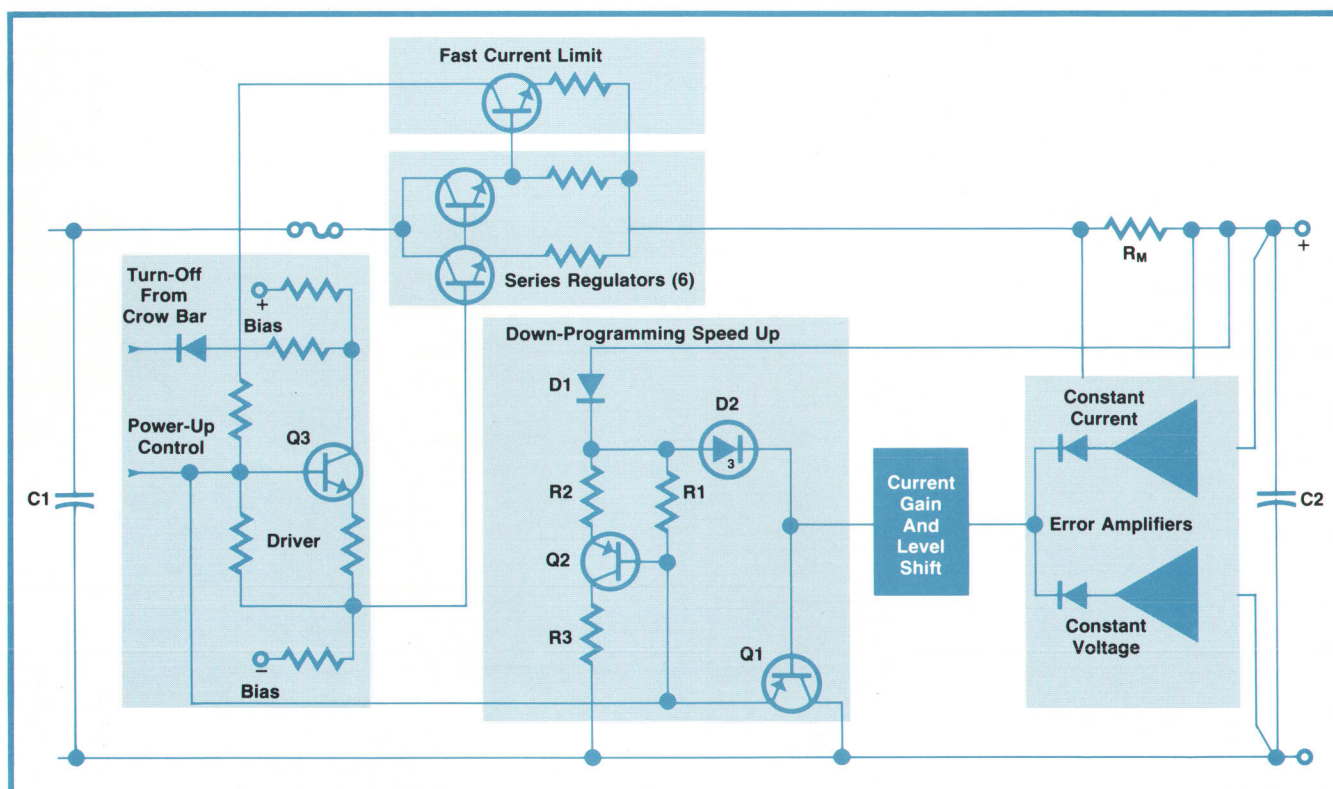 Fast Current Limit
Series Regulators (6)
R_M
+
Turn-Off
From
Crow Bar
+
Bias
Power-Up
Control
Q3
Driver
C1
−
Bias
Down-Programming Speed Up
D1
D2
3
R2
R1
Q2
R3
Q1
Current
Gain
And
Level
Shift
Constant
Current
Error Amplifiers
Constant
Voltage
C2